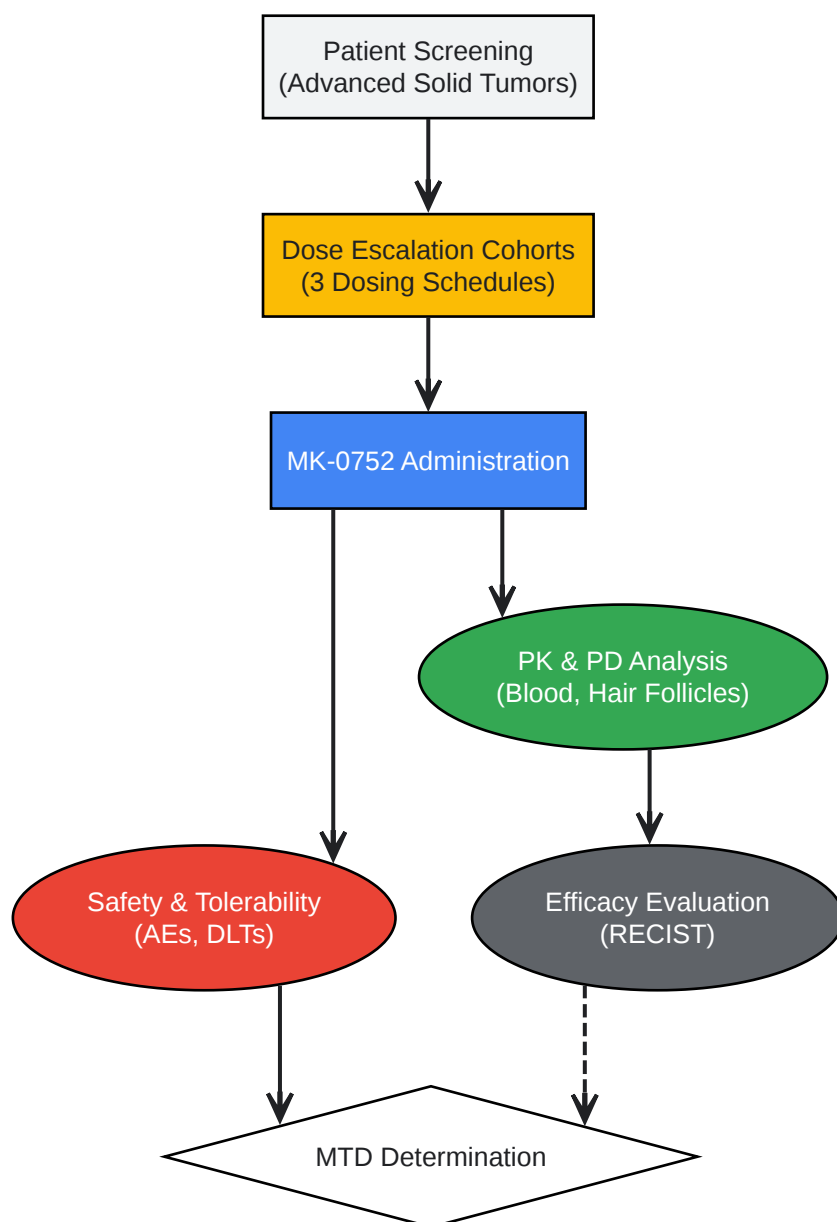 Patient Screening
(Advanced Solid Tumors)
Dose Escalation Cohorts
(3 Dosing Schedules)
MK-0752 Administration
PK & PD Analysis
(Blood, Hair Follicles)
Safety & Tolerability
(AEs, DLTs)
Efficacy Evaluation
(RECIST)
MTD Determination